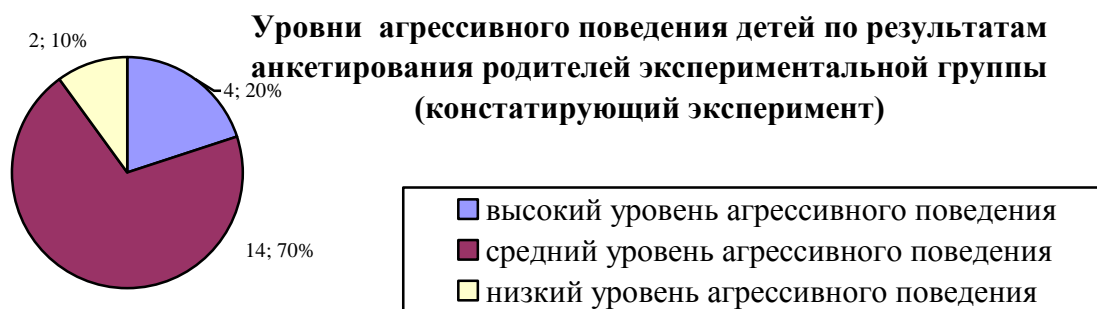 Уровни агрессивного поведения детей по результатам
анкетирования родителей экспериментальной группы
(констатирующий эксперимент)
2; 10%
4; 20%
14; 70%
высокий уровень агрессивного поведения
средний уровень агрессивного поведения
низкий уровень агрессивного поведения